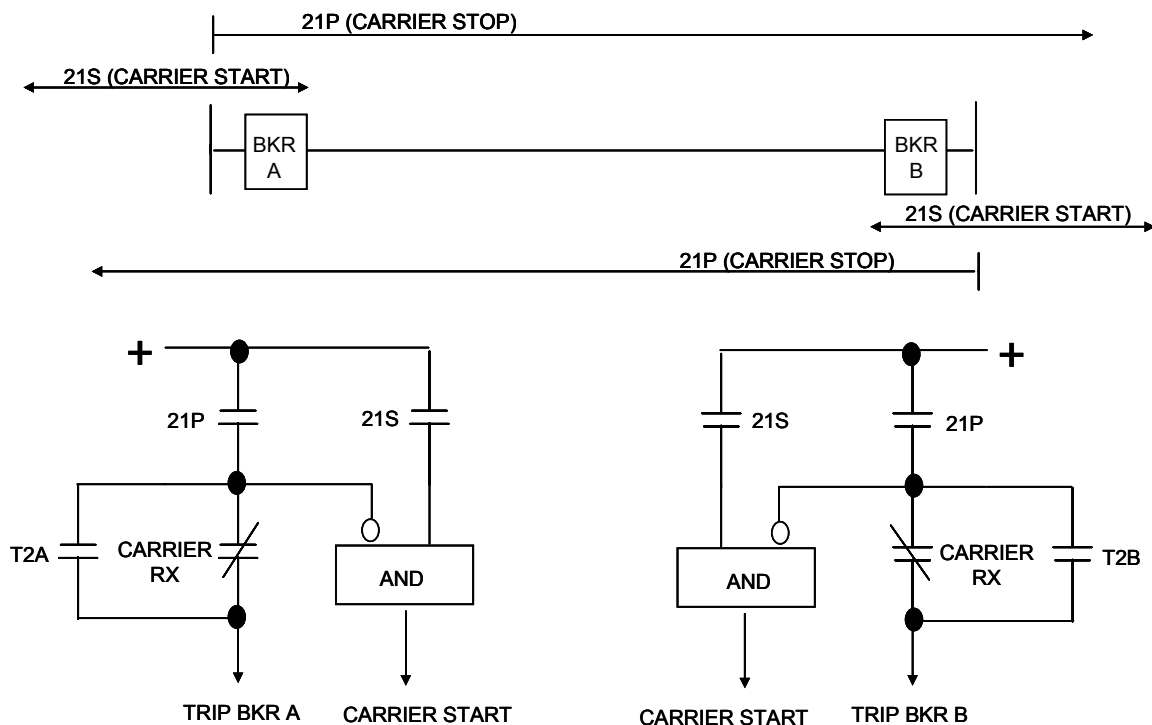 21P (CARRIER STOP)
21S (CARRIER START)
BKR
A
BKR
B
21S (CARRIER START)
21P (CARRIER STOP)
+
+
21P
21S
21S
21P
T2A
CARRIER
RX
AND
AND
CARRIER
RX
T2B
TRIP BKR A
CARRIER START
CARRIER START
TRIP BKR B